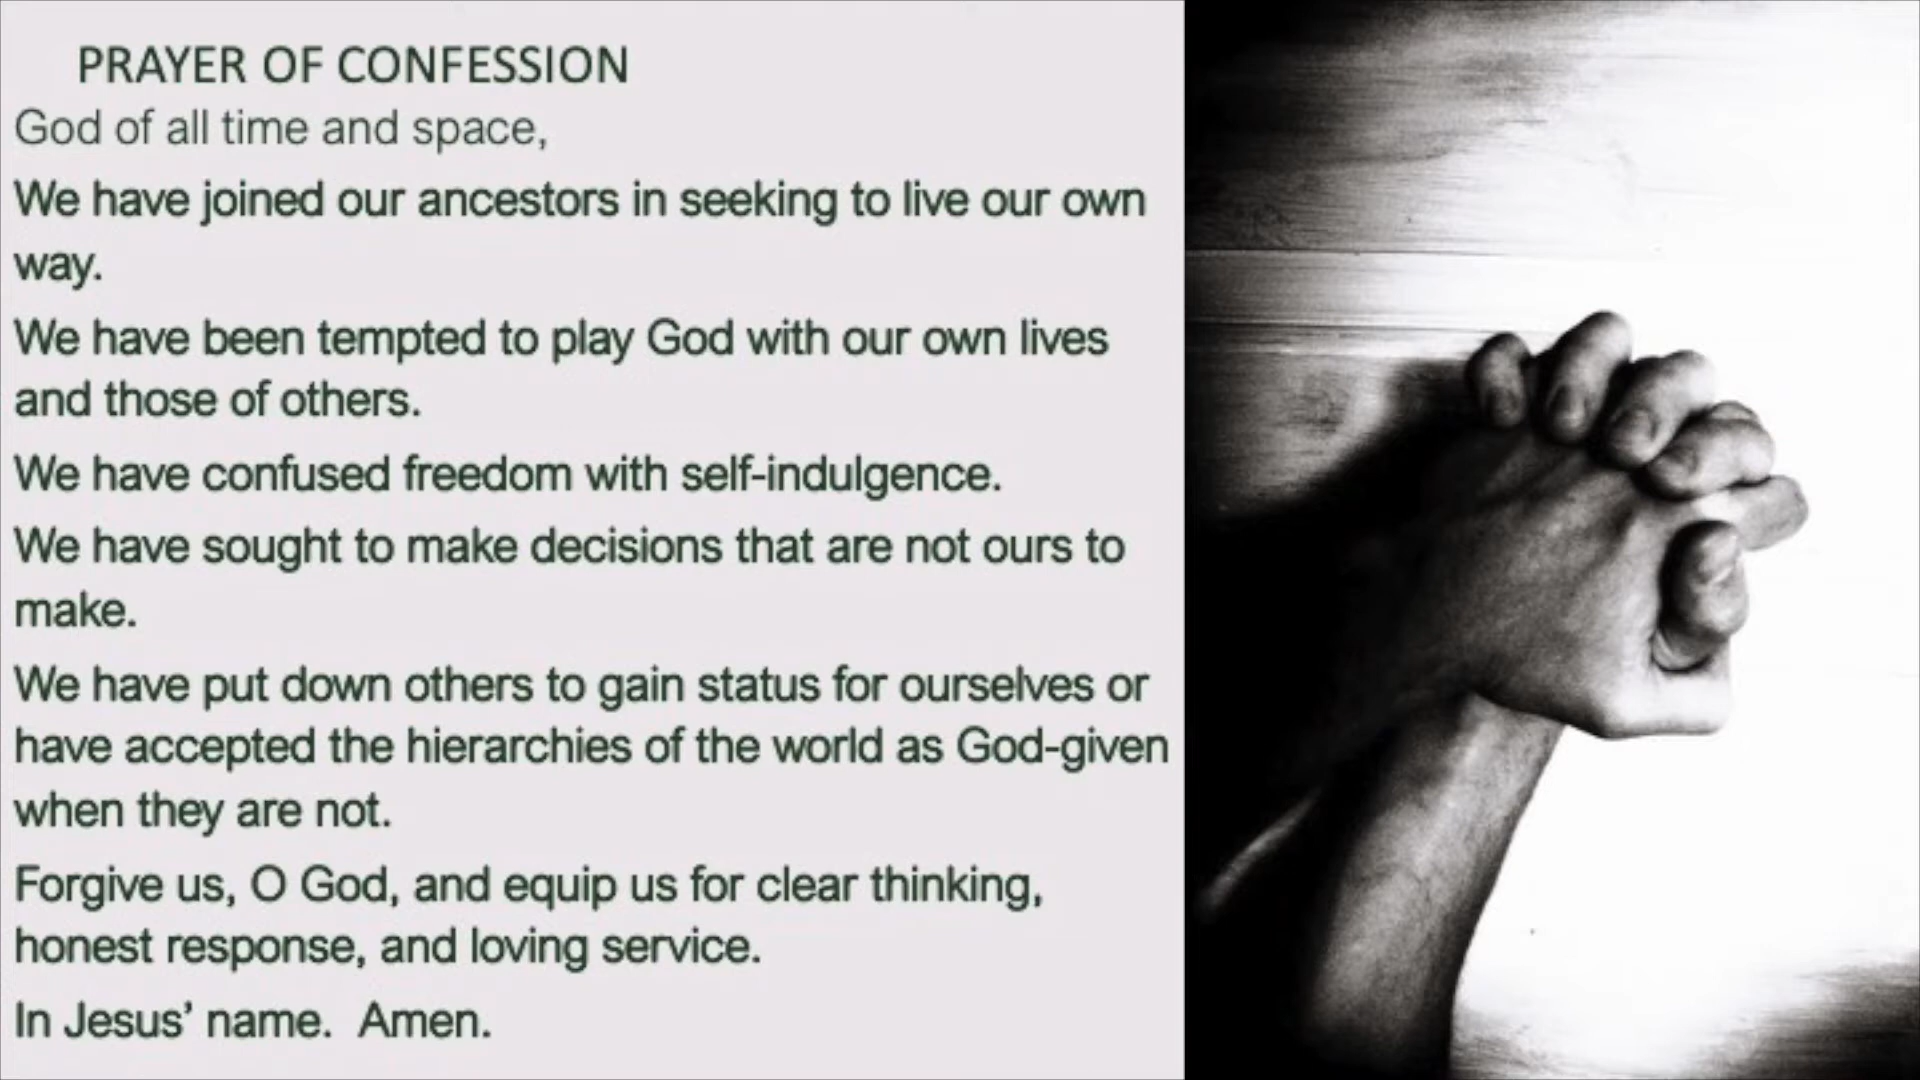 PRAYER OF CONFESSION
God of all time and space,
We have joined our ancestors in seeking to live our own
way.
We have been tempted to play God with our own lives
and those of others.
We have confused freedom with self-indulgence.
We have sought to make decisions that are not ours to
make.
We have put down others to gain status for ourselves or
have accepted the hierarchies of the world as God-given
when they are not.
Forgive us, O God, and equip us for clear thinking,
honest response, and loving service.
In Jesus’ name.  Amen.